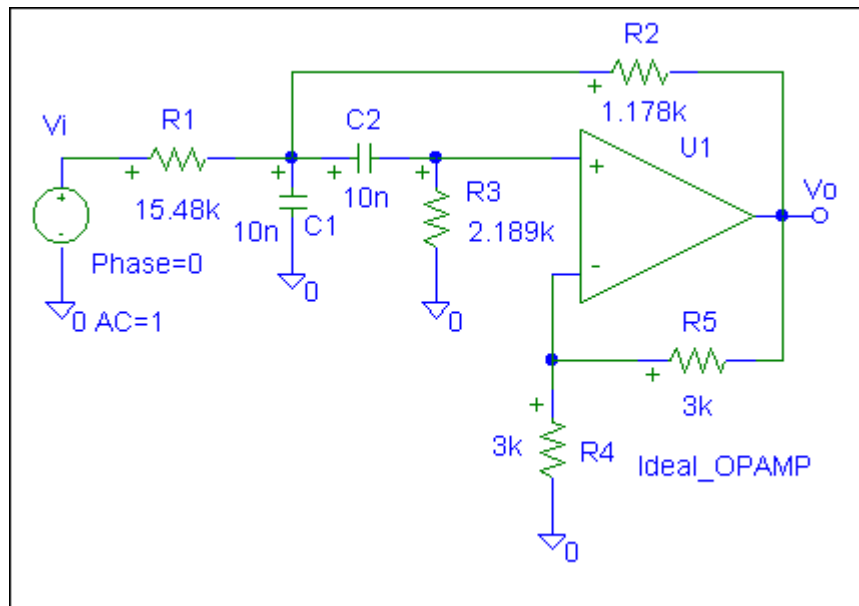 R2
1.178k
Vi
R1
C2
U1
+
+
+
+
+
+
-
15.48k
10n
C1
10n
R3
2.189k
+
-
Vo
Phase=0
0
AC=1
0
0
R5
+
3k
+
3k
R4
Ideal_OPAMP
0